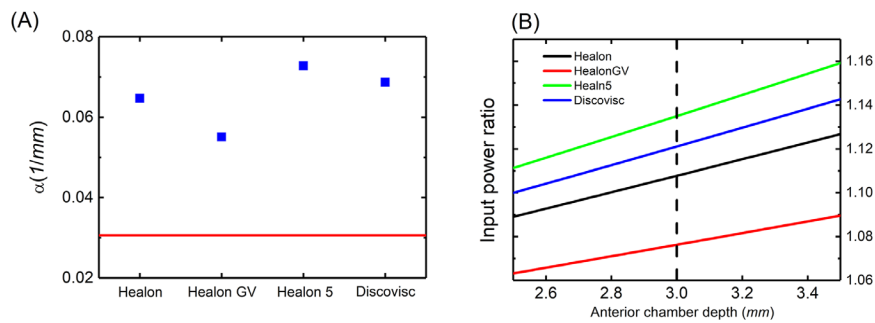 (A)
0.08
0.06
0.04
0.02
α(1/mm)
Healon
Healon GV
Healon 5
Discovisc
(B)
Input power ratio
Healon
HealonGV
Healn5
Discovisc
1.16
1.14
1.12
1.10
1.08
1.06
2.6
2.8
3.0
3.2
3.4
Anterior chamber depth (mm)